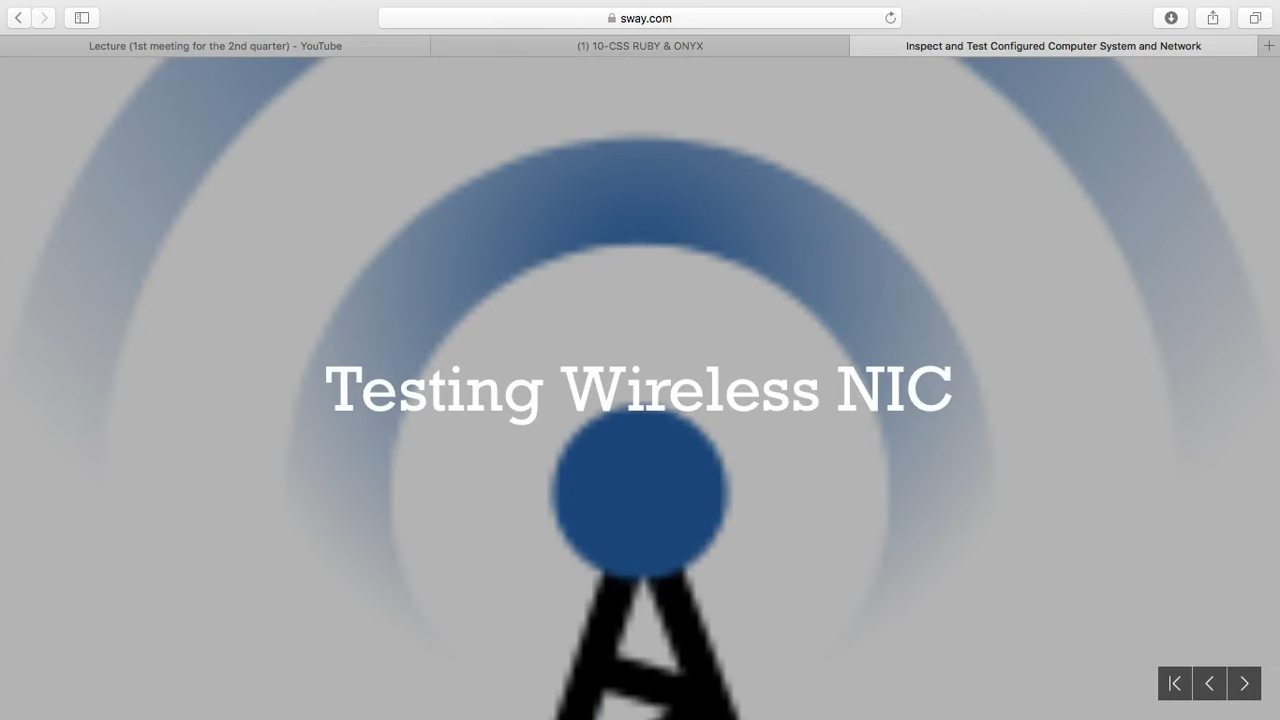 sway.com
Lecture (1st meeting for the 2nd quarter) - YouTube
(1) 10-CSS RUBY & ONYX
Inspect and Test Configured Computer System and Network
Testing Wireless NIC